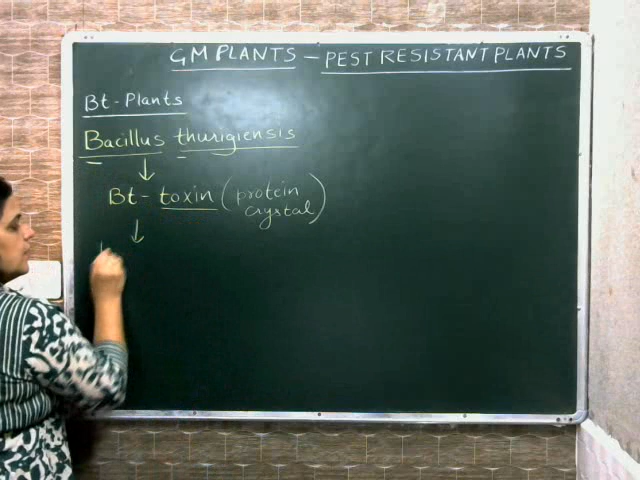 GM PLANTS - PEST RESISTANT PLANTS
Bt - Plants
Bacillus thurigiensis
↓
Bt - toxin (protein
crystal)
↓